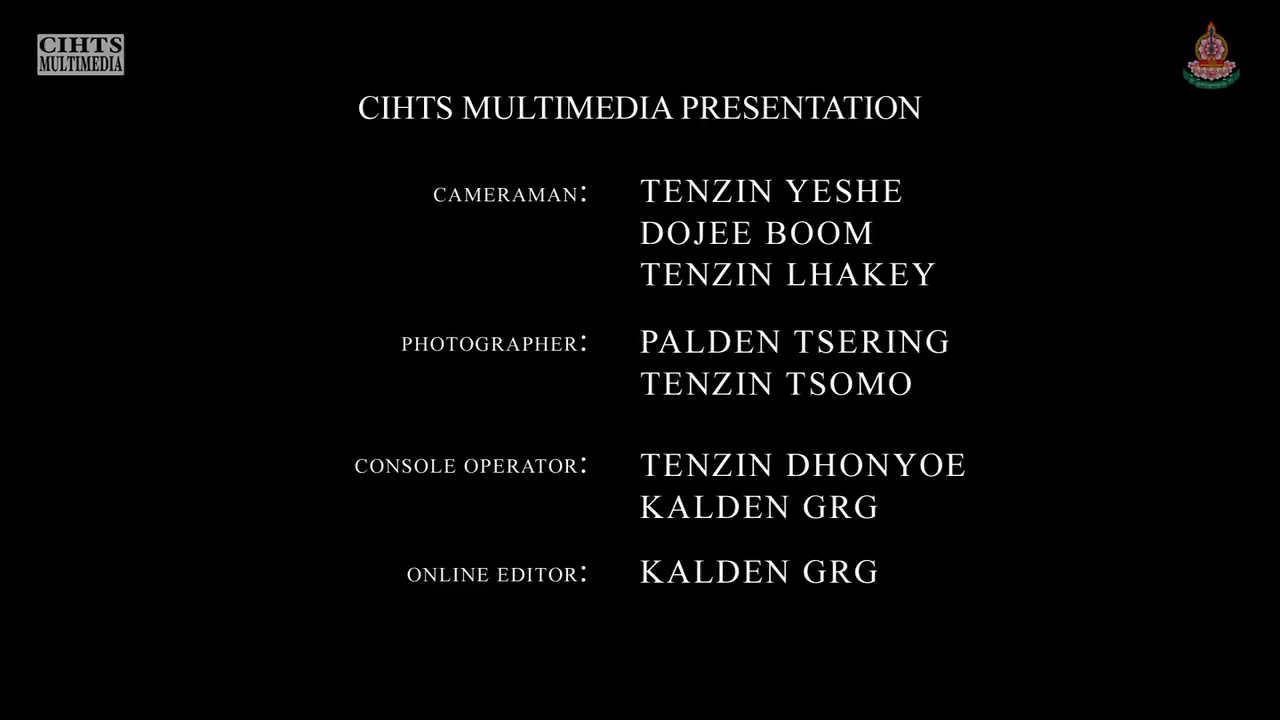 CIHTS
MULTIMEDIA
CIHTS MULTIMEDIA PRESENTATION
CAMERAMAN: TENZIN YESHE
DOJEE BOOM
TENZIN LHAKEY
PHOTOGRAPHER: PALDEN TSERING
TENZIN TSOMO
CONSOLE OPERATOR: TENZIN DHONYOE
KALDEN GRG
ONLINE EDITOR: KALDEN GRG